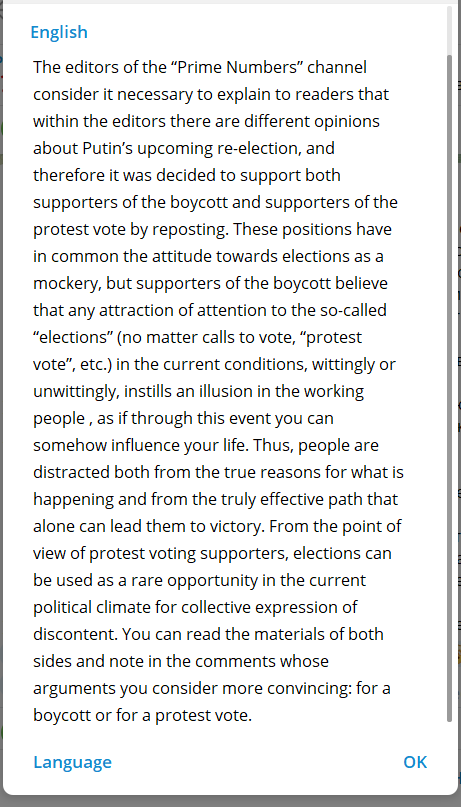 English
The editors of the “Prime Numbers” channel
consider it necessary to explain to readers that
within the editors there are different opinions
about Putin’s upcoming re-election, and
therefore it was decided to support both
supporters of the boycott and supporters of the
protest vote by reposting. These positions have
in common the attitude towards elections as a
mockery, but supporters of the boycott believe
that any attraction of attention to the so-called
“elections” (no matter calls to vote, “protest
vote”, etc.) in the current conditions, wittingly or
unwittingly, instills an illusion in the working
people , as if through this event you can
somehow influence your life. Thus, people are
distracted both from the true reasons for what is
happening and from the truly effective path that
alone can lead them to victory. From the point of
view of protest voting supporters, elections can
be used as a rare opportunity in the current
political climate for collective expression of
discontent. You can read the materials of both
sides and note in the comments whose
arguments you consider more convincing: for a
boycott or for a protest vote.
Language
OK